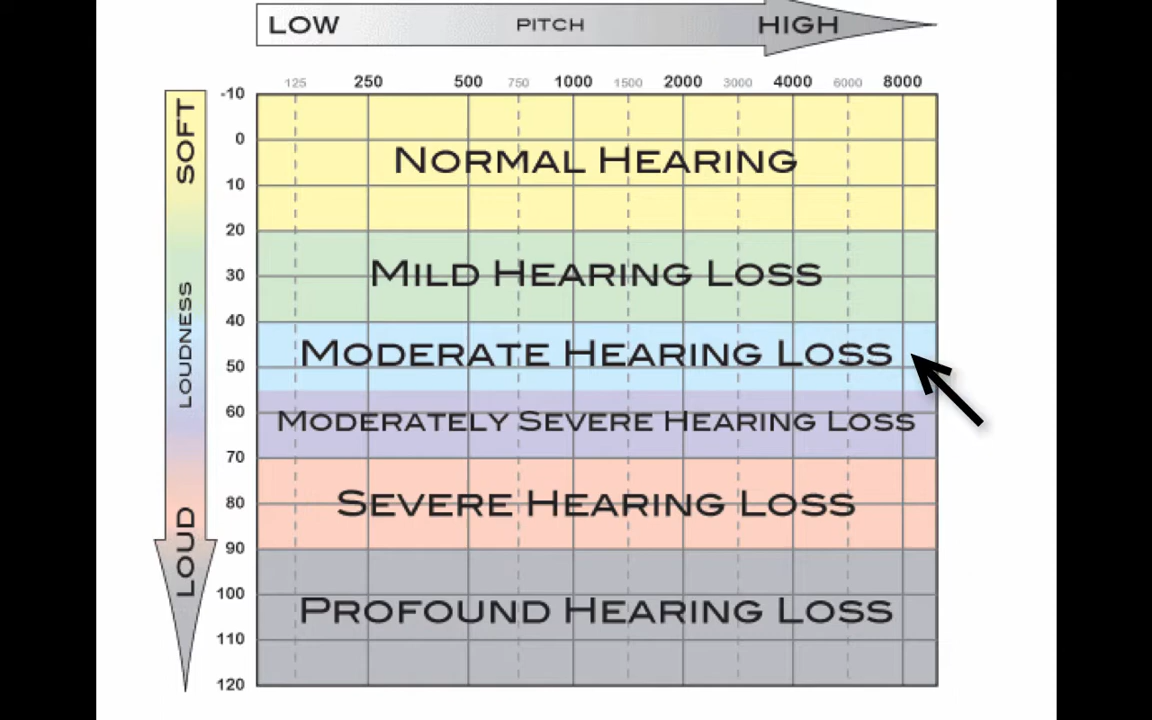 LOW PITCH HIGH
125 250 500 750 1000 1500 2000 3000 4000 6000 8000
SOFT
LOUDNESS
LOUD
-10
0
NORMAL HEARING
10
20
30
MILD HEARING LOSS
40
MODERATE HEARING LOSS
50
60
MODERATELY SEVERE HEARING LOSS
70
80
SEVERE HEARING LOSS
90
100
PROFOUND HEARING LOSS
110
120